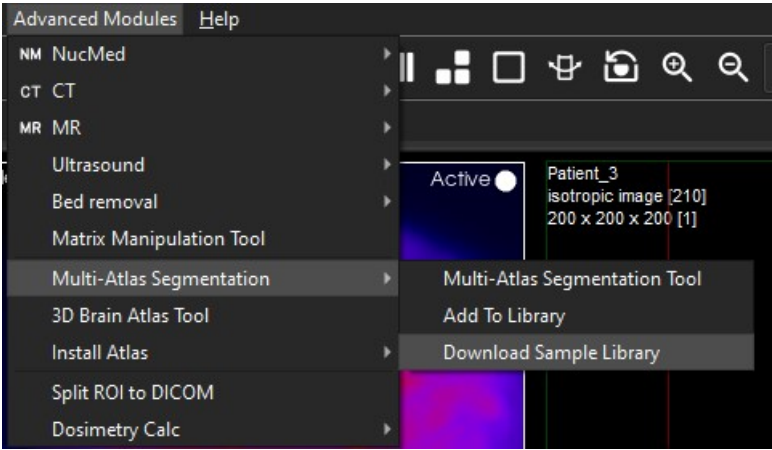 Advanced Modules Help
NM NucMed
CT CT
MR MR
Ultrasound
Bed removal
Matrix Manipulation Tool
Multi-Atlas Segmentation
3D Brain Atlas Tool
Install Atlas
Split ROI to DICOM
Dosimetry Calc
Active
Patient_3
isotropic image [210]
200 x 200 x 200 [1]
Multi-Atlas Segmentation Tool
Add To Library
Download Sample Library